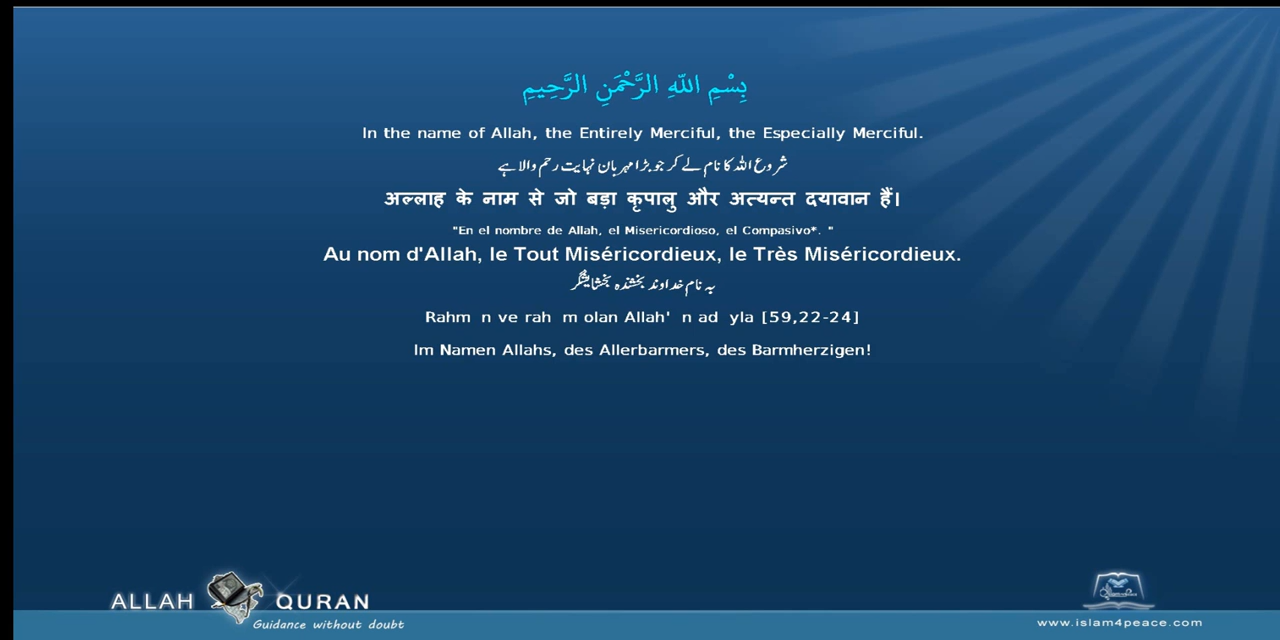 بِسْمِ اللَّهِ الرَّحْمَنِ الرَّحِيمِ
In the name of Allah, the Entirely Merciful, the Especially Merciful.
شروع الله کا نام لے کر جو بڑا مہربان نہایت رحم والا ہے
अल्लाह के नाम से जो बड़ा कृपालु और अत्यन्त दयावान हैं।
"En el nombre de Allah, el Misericordioso, el Compasivo*. "
Au nom d'Allah, le Tout Miséricordieux, le Très Miséricordieux.
به نام خداوند بخشنده بخشایشگر
Rahm n ve rah m olan Allah' n ad yla [59,22-24]
Im Namen Allahs, des Allerbarmers, des Barmherzigen!
ALLAH QURAN
Guidance without doubt
www.islam4peace.com